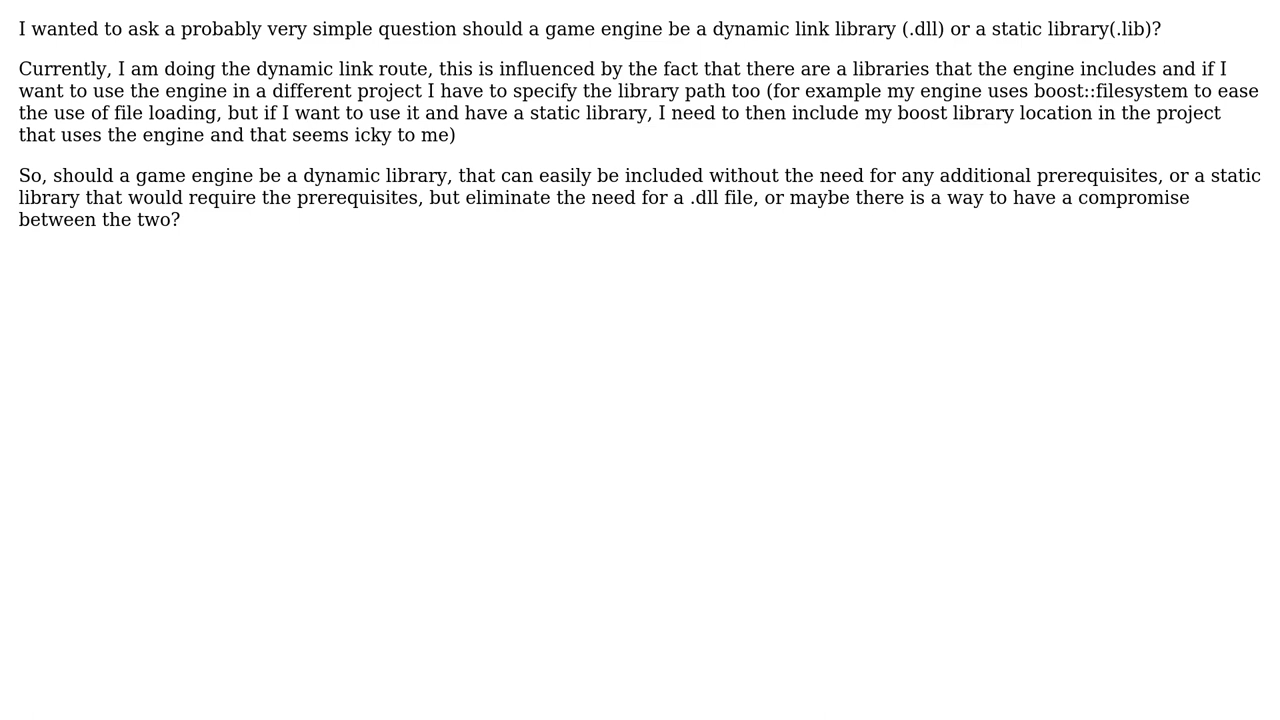 I wanted to ask a probably very simple question should a game engine be a dynamic link library (.dll) or a static library(.lib)?
Currently, I am doing the dynamic link route, this is influenced by the fact that there are a libraries that the engine includes and if I
want to use the engine in a different project I have to specify the library path too (for example my engine uses boost::filesystem to ease
the use of file loading, but if I want to use it and have a static library, I need to then include my boost library location in the project
that uses the engine and that seems icky to me)
So, should a game engine be a dynamic library, that can easily be included without the need for any additional prerequisites, or a static
library that would require the prerequisites, but eliminate the need for a .dll file, or maybe there is a way to have a compromise
between the two?